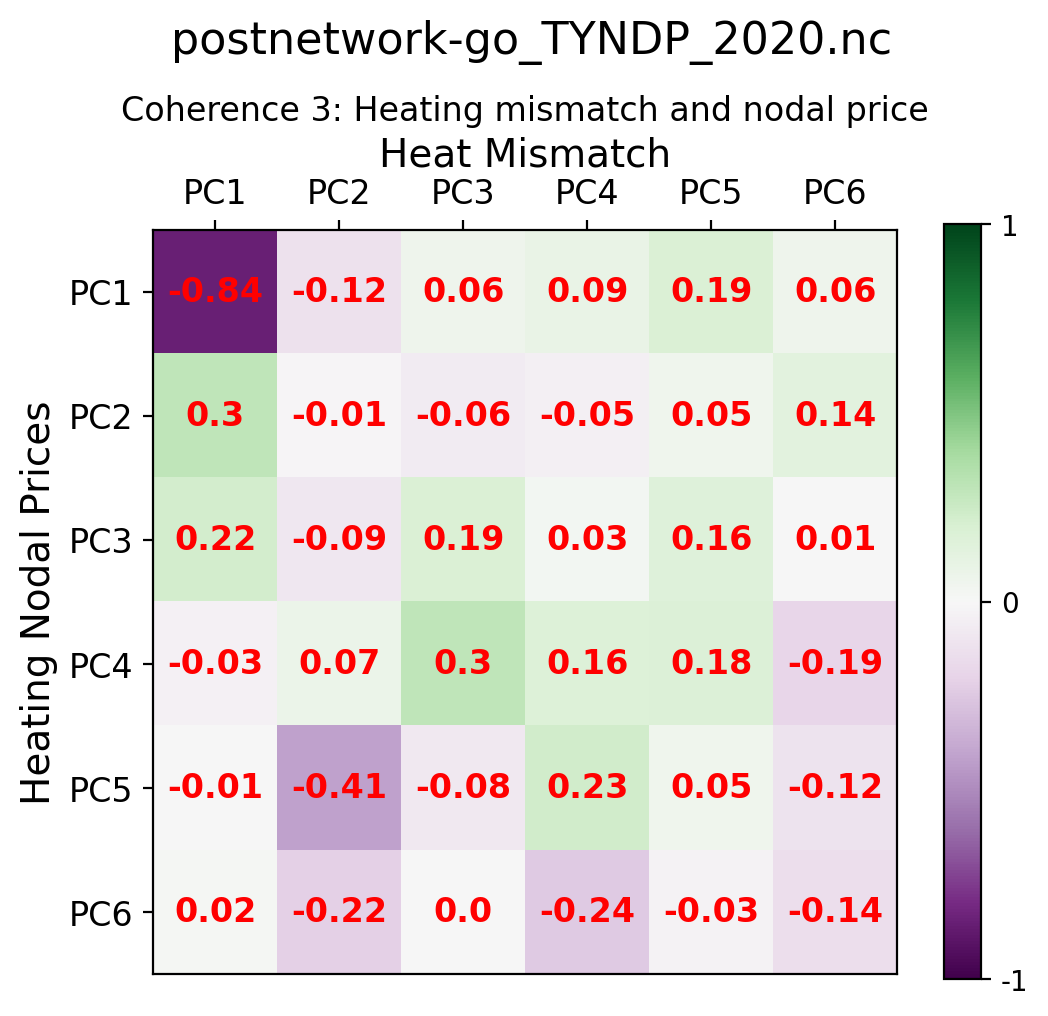 postnetwork-go_TYNDP_2020.nc
Coherence 3: Heating mismatch and nodal price
Heat Mismatch
PC1 PC2 PC3 PC4 PC5 PC6
Heating Nodal Prices
PC1 -0.84 -0.12 0.06 0.09 0.19 0.06
PC2 0.3 -0.01 -0.06 -0.05 0.05 0.14
PC3 0.22 -0.09 0.19 0.03 0.16 0.01
PC4 -0.03 0.07 0.3 0.16 0.18 -0.19
PC5 -0.01 -0.41 -0.08 0.23 0.05 -0.12
PC6 0.02 -0.22 0.0 -0.24 -0.03 -0.14
1
0
-1